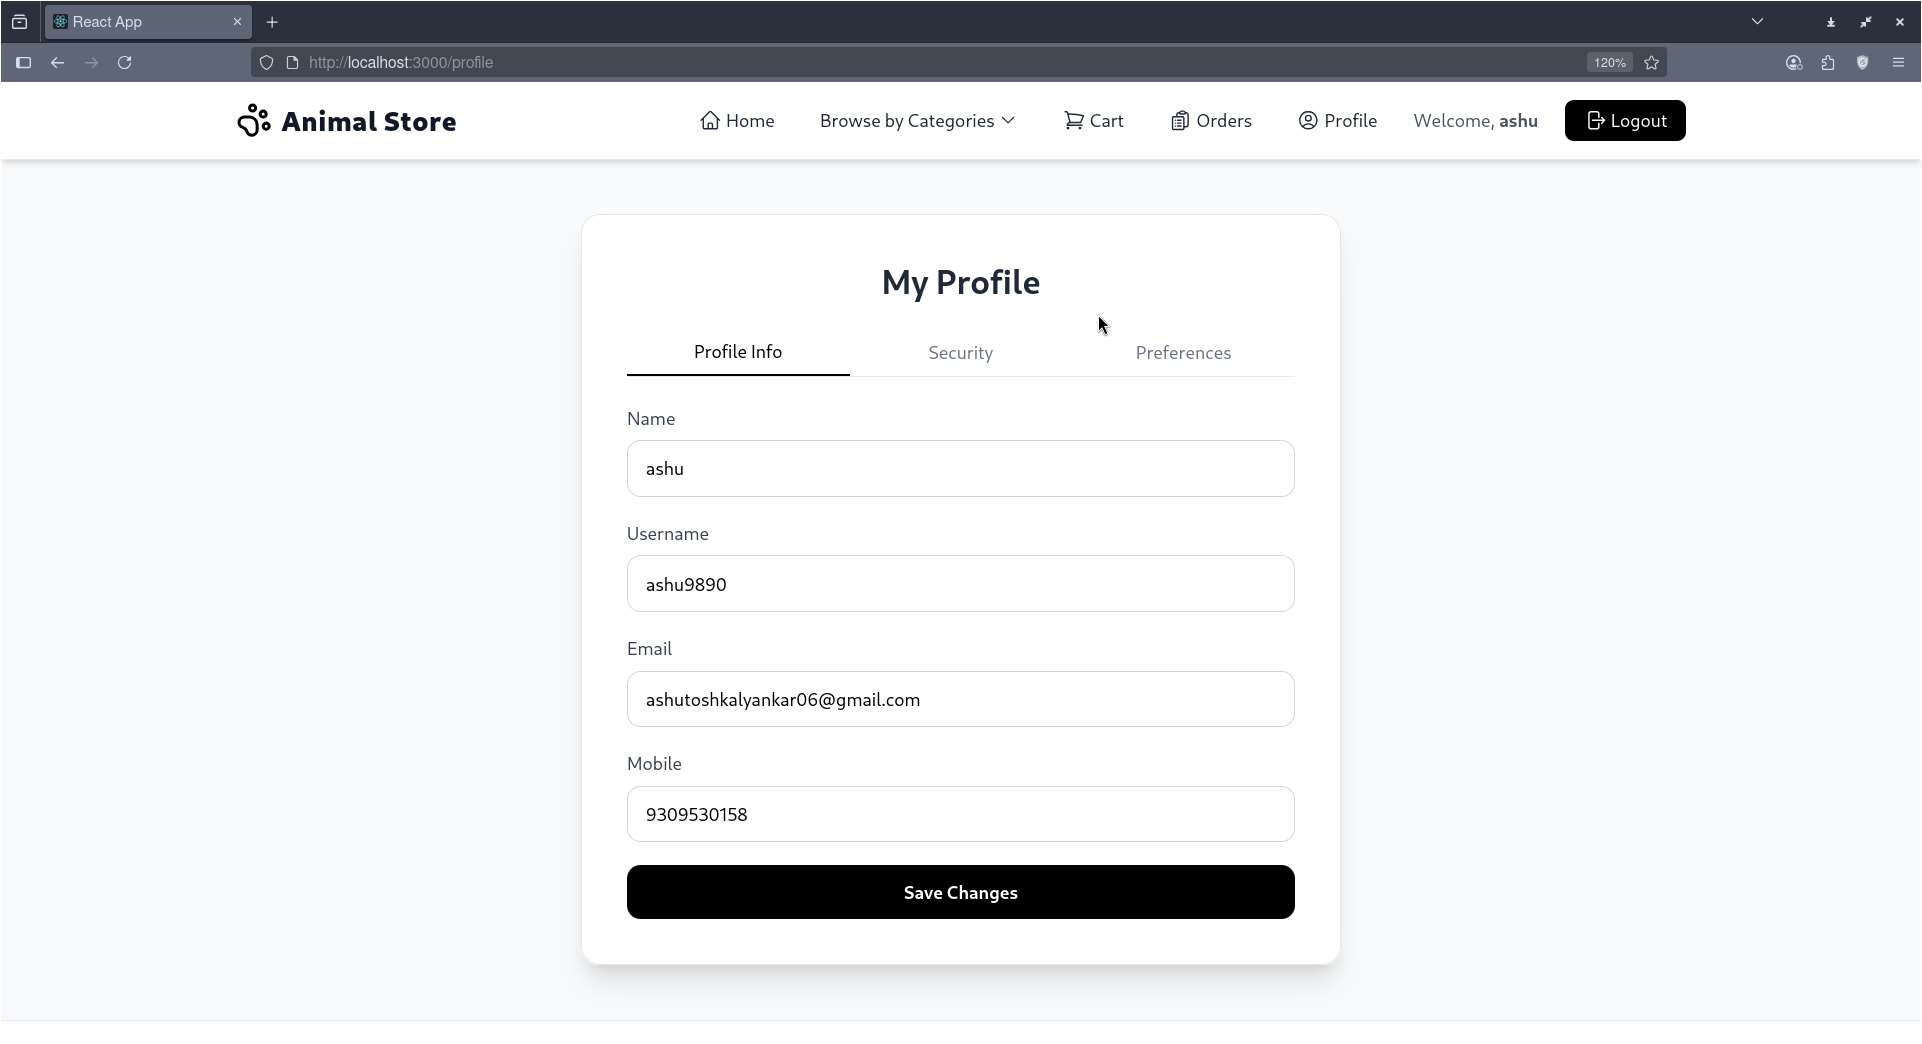 React App
http://localhost:3000/profile
120%
Animal Store
Home
Browse by Categories
Cart
Orders
Profile
Welcome, ashu
Logout
My Profile
Profile Info
Security
Preferences
Name
ashu
Username
ashu9890
Email
ashutoshkalyankar06@gmail.com
Mobile
9309530158
Save Changes